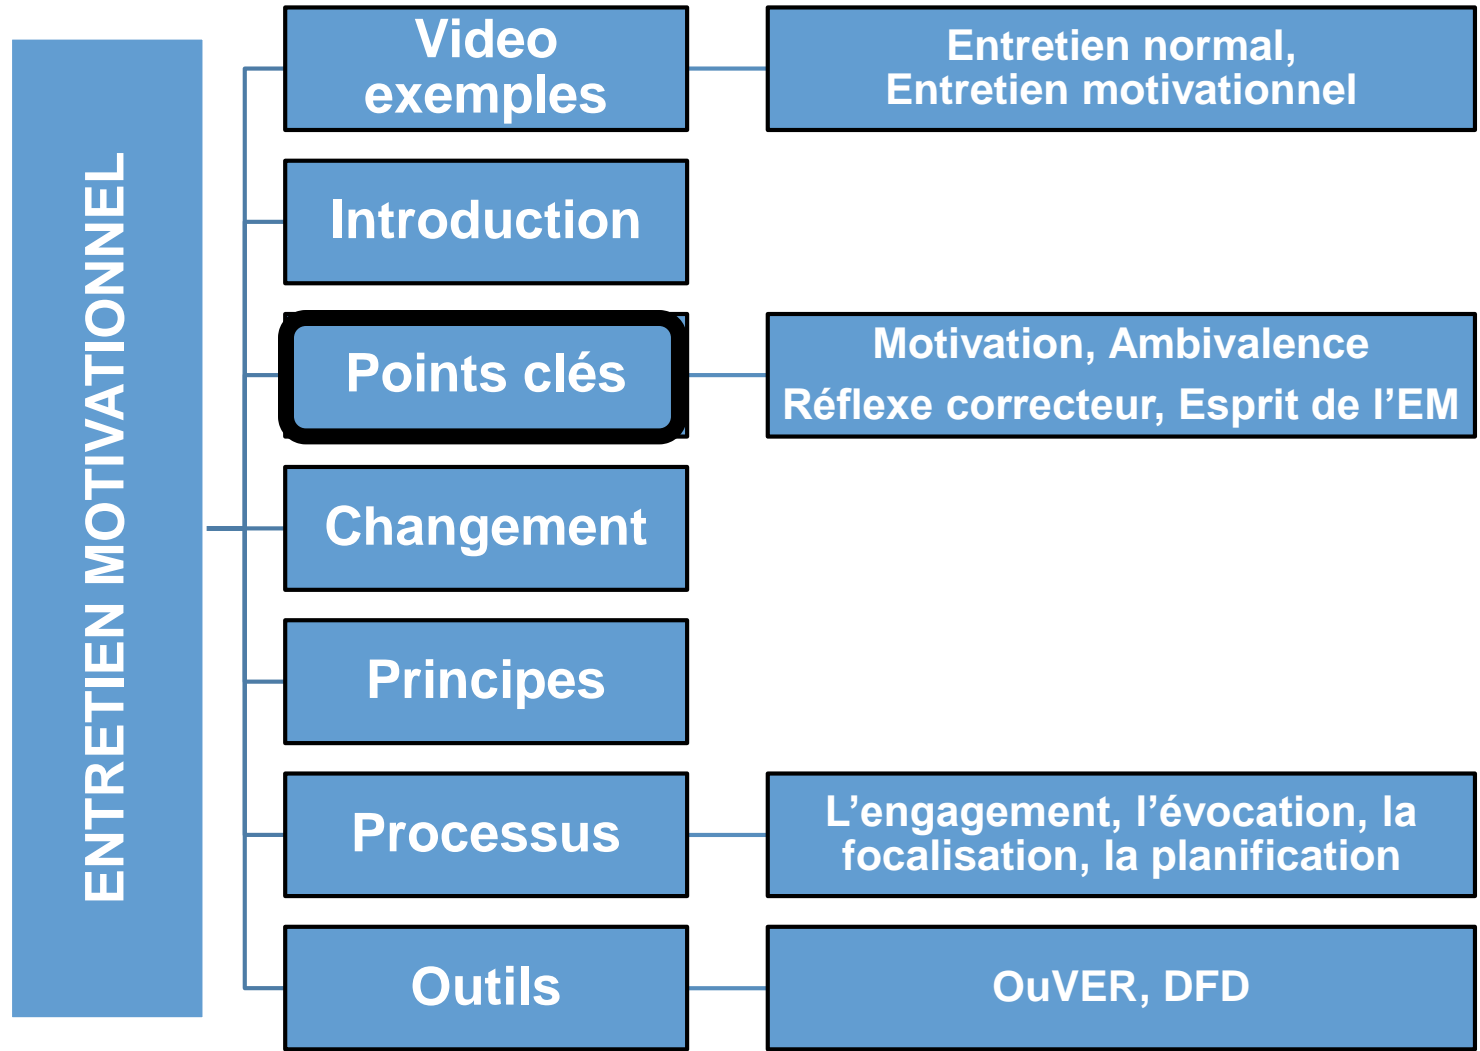 ENTRETIEN MOTIVATIONNEL
Video
exemples
Entretien normal,
Entretien motivationnel
Introduction
Points clés
Motivation, Ambivalence
Réflexe correcteur, Esprit de l’EM
Changement
Principes
Processus
L’engagement, l’évocation, la
focalisation, la planification
Outils
OuVER, DFD